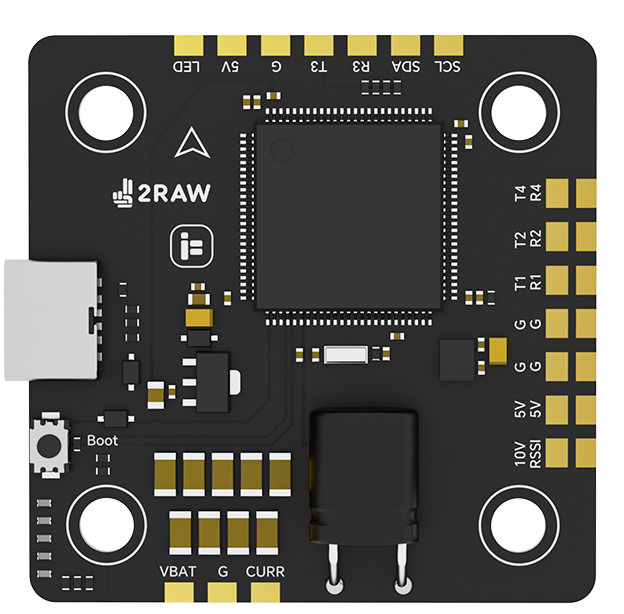 LED 5V G T3 R3 SDA SCL
2RAW
T4
R4
T2
R2
T1
R1
G
G
G
G
5V
5V
10V
RSSI
Boot
VBAT G CURR